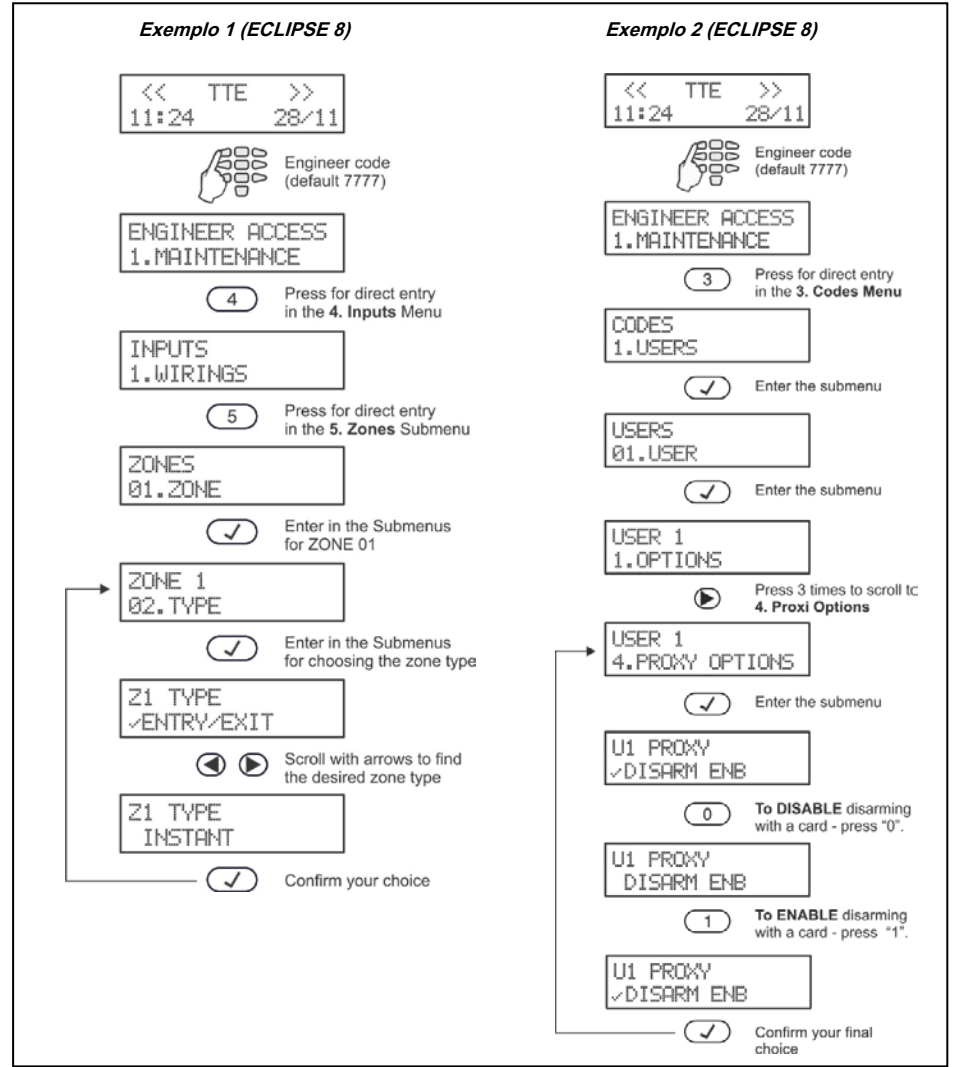 Exemplo 1 (ECLIPSE 8)
<< TTE >>
11:24 28/11
Engineer code
(default 7777)
ENGINEER ACCESS
1.MAINTENANCE
4
Press for direct entry
in the 4. Inputs Menu
INPUTS
1.WIRINGS
5
Press for direct entry
in the 5. Zones Submenu
ZONES
01.ZONE
✓
Enter in the Submenus
for ZONE 01
ZONE 1
02.TYPE
✓
Enter in the Submenus
for choosing the zone type
Z1 TYPE
✓ENTRY/EXIT
Scroll with arrows to find
the desired zone type
Z1 TYPE
INSTANT
✓
Confirm your choice
Exemplo 2 (ECLIPSE 8)
<< TTE >>
11:24 28/11
Engineer code
(default 7777)
ENGINEER ACCESS
1.MAINTENANCE
3
Press for direct entry
in the 3. Codes Menu
CODES
1.USERS
✓
Enter the submenu
USERS
01.USER
✓
Enter the submenu
USER 1
1.OPTIONS
Press 3 times to scroll to
4. Proxi Options
USER 1
4.PROXY OPTIONS
✓
Enter the submenu
U1 PROXY
✓DISARM ENB
0
To DISABLE disarming
with a card - press “0”.
U1 PROXY
DISARM ENB
1
To ENABLE disarming
with a card - press “1”.
U1 PROXY
✓DISARM ENB
✓
Confirm your final
choice